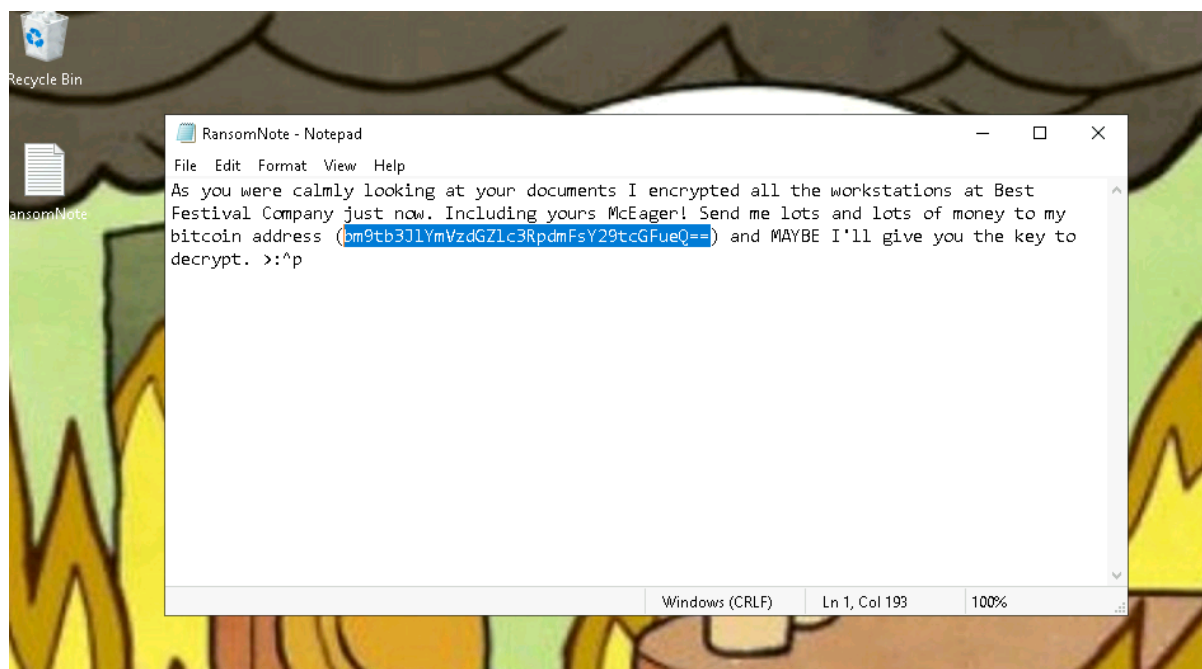 Recycle Bin
RansomNote - Notepad
File Edit Format View Help
As you were calmly looking at your documents I encrypted all the workstations at Best
Festival Company just now. Including yours McEager! Send me lots and lots of money to my
bitcoin address (bm9tb3JlYmVzdGZlc3RpdmFsY29tcGFueQ==) and MAYBE I'll give you the key to
decrypt. >:^p
ansomNote
Windows (CRLF) Ln 1, Col 193 100%